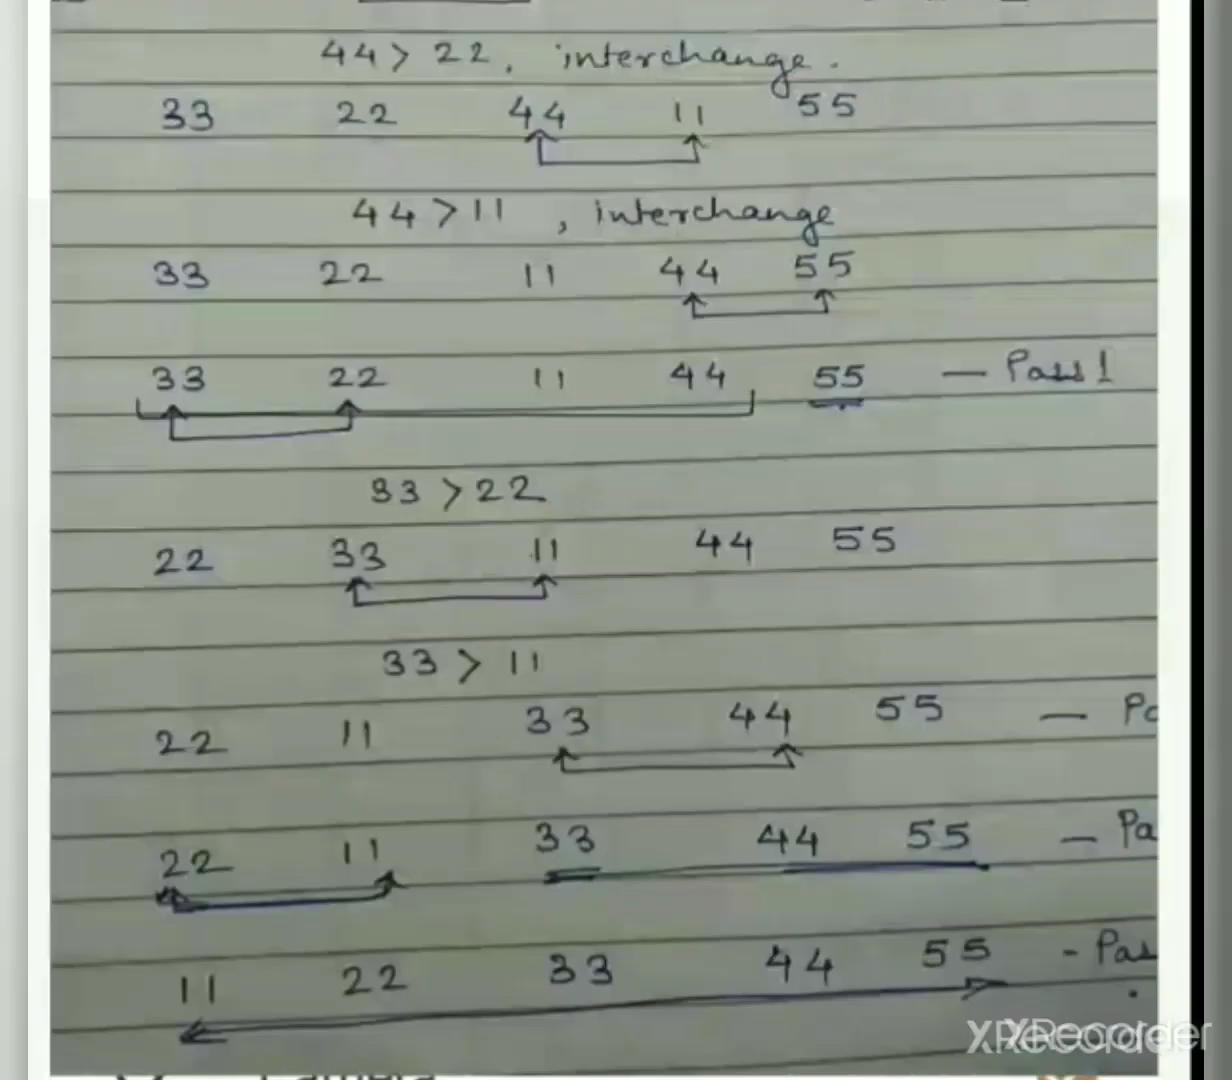 44 > 22, interchange.
33 22 44 11 55
44 > 11 , interchange
33 22 11 44 55
33 22 11 44 55 — Pass 1
33 > 22
22 33 11 44 55
33 > 11
22 11 33 44 55 —
22 11 33 44 55 —
11 22 33 44 55 -